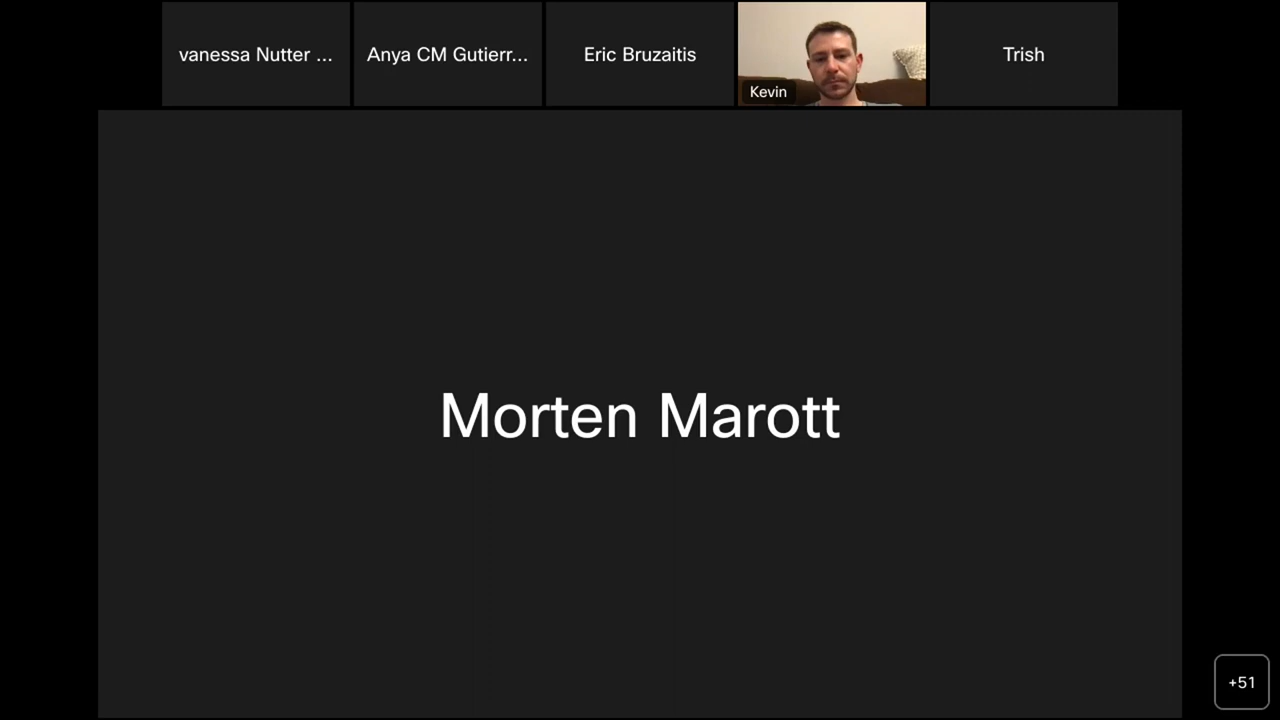 vanessa Nutter ...
Anya CM Gutierr...
Eric Bruzaitis
Kevin
Trish
Morten Marott
+51